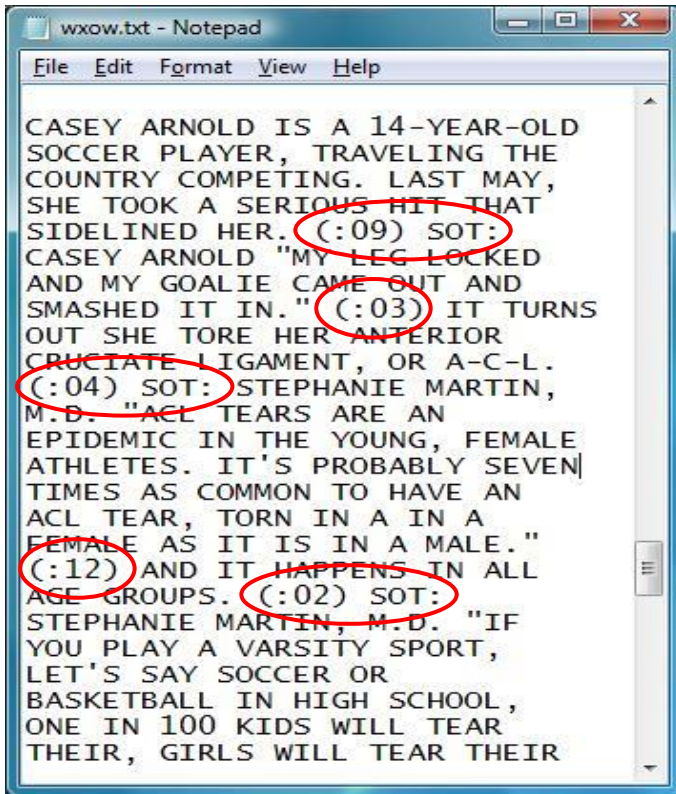 wxow.txt - Notepad
File Edit Format View Help
CASEY ARNOLD IS A 14-YEAR-OLD
SOCCER PLAYER, TRAVELING THE
COUNTRY COMPETING. LAST MAY,
SHE TOOK A SERIOUS HIT THAT
SIDELINED HER. (:09) SOT:
CASEY ARNOLD "MY LEG LOCKED
AND MY GOALIE CAME OUT AND
SMASHED IT IN." (:03) IT TURNS
OUT SHE TORE HER ANTERIOR
CRUCIATE LIGAMENT, OR A-C-L.
(:04) SOT: STEPHANIE MARTIN,
M.D. "ACL TEARS ARE AN
EPIDEMIC IN THE YOUNG, FEMALE
ATHLETES. IT'S PROBABLY SEVEN
TIMES AS COMMON TO HAVE AN
ACL TEAR, TORN IN A IN A
FEMALE AS IT IS IN A MALE."
(:12) AND IT HAPPENS IN ALL
AGE GROUPS. (:02) SOT:
STEPHANIE MARTIN, M.D. "IF
YOU PLAY A VARSITY SPORT,
LET'S SAY SOCCER OR
BASKETBALL IN HIGH SCHOOL,
ONE IN 100 KIDS WILL TEAR
THEIR, GIRLS WILL TEAR THEIR